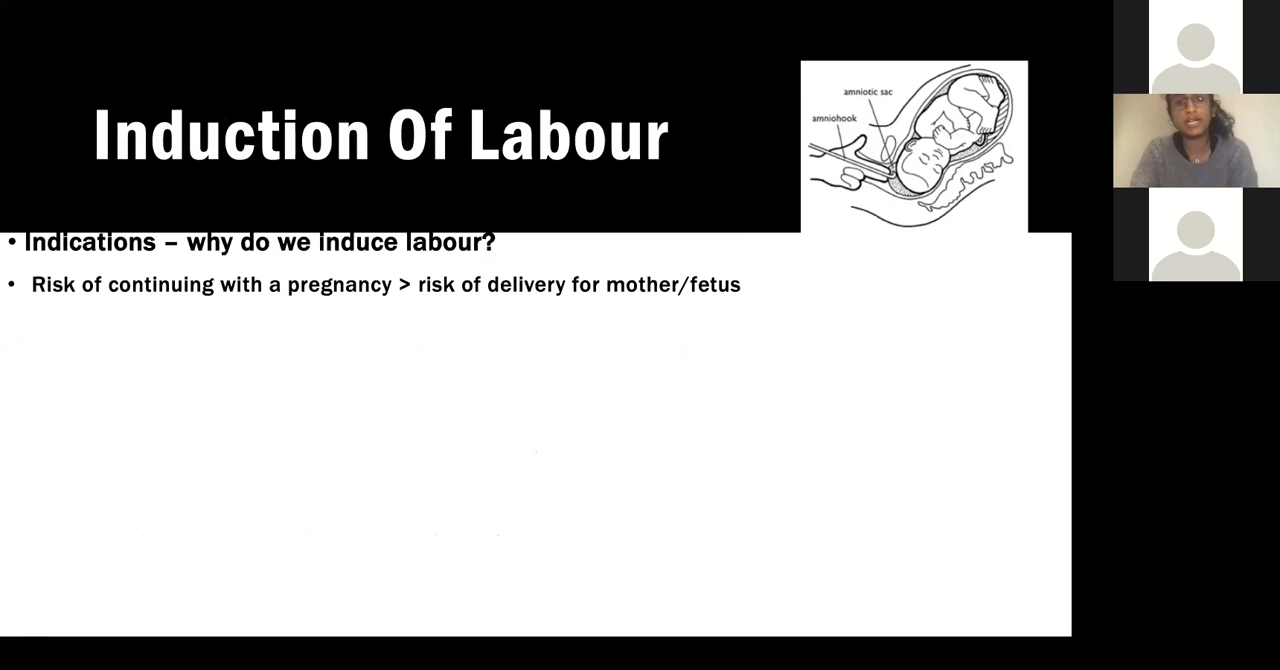 Induction Of Labour
amniotic sac
amniohook
• Indications – why do we induce labour?
• Risk of continuing with a pregnancy > risk of delivery for mother/fetus